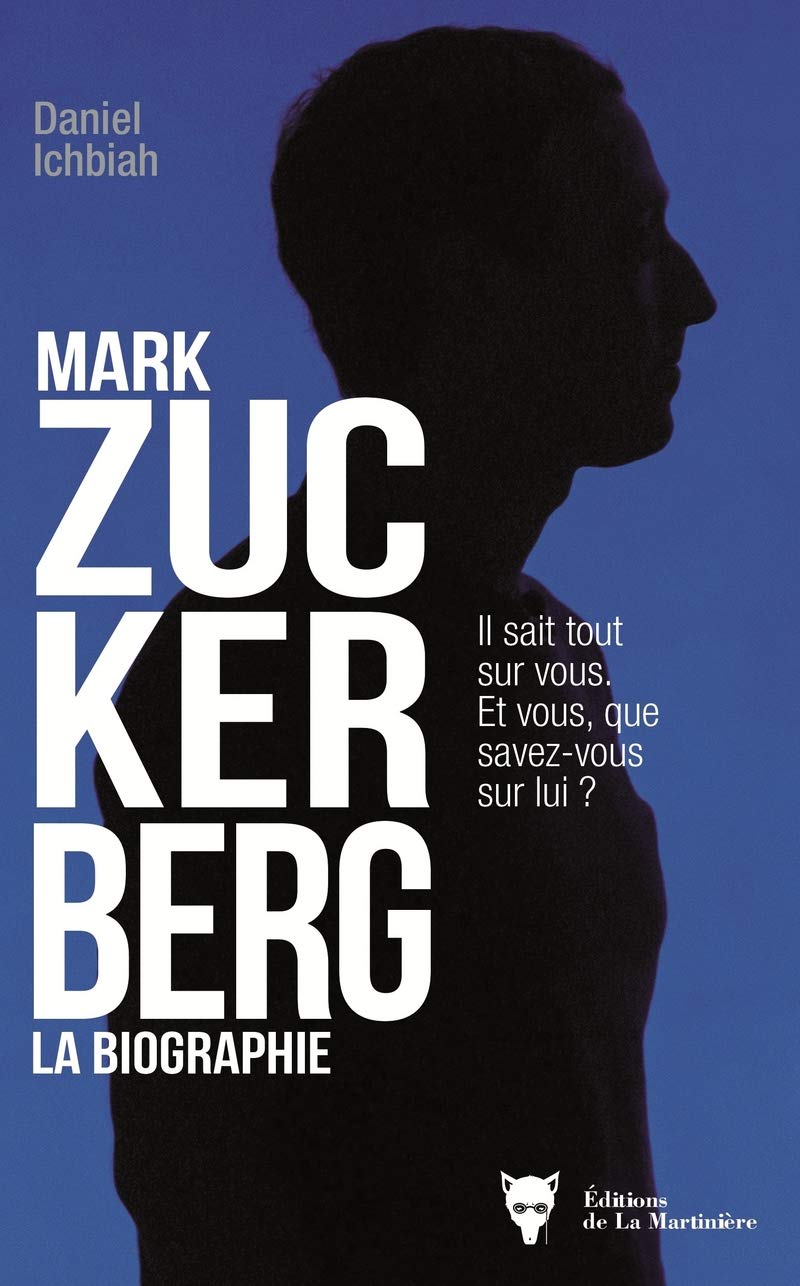 Daniel
Ichbiah
MARK
ZUC
KER
BERG
LA BIOGRAPHIE
Il sait tout
sur vous.
Et vous, que
savez-vous
sur lui ?
Éditions
de La Martinière